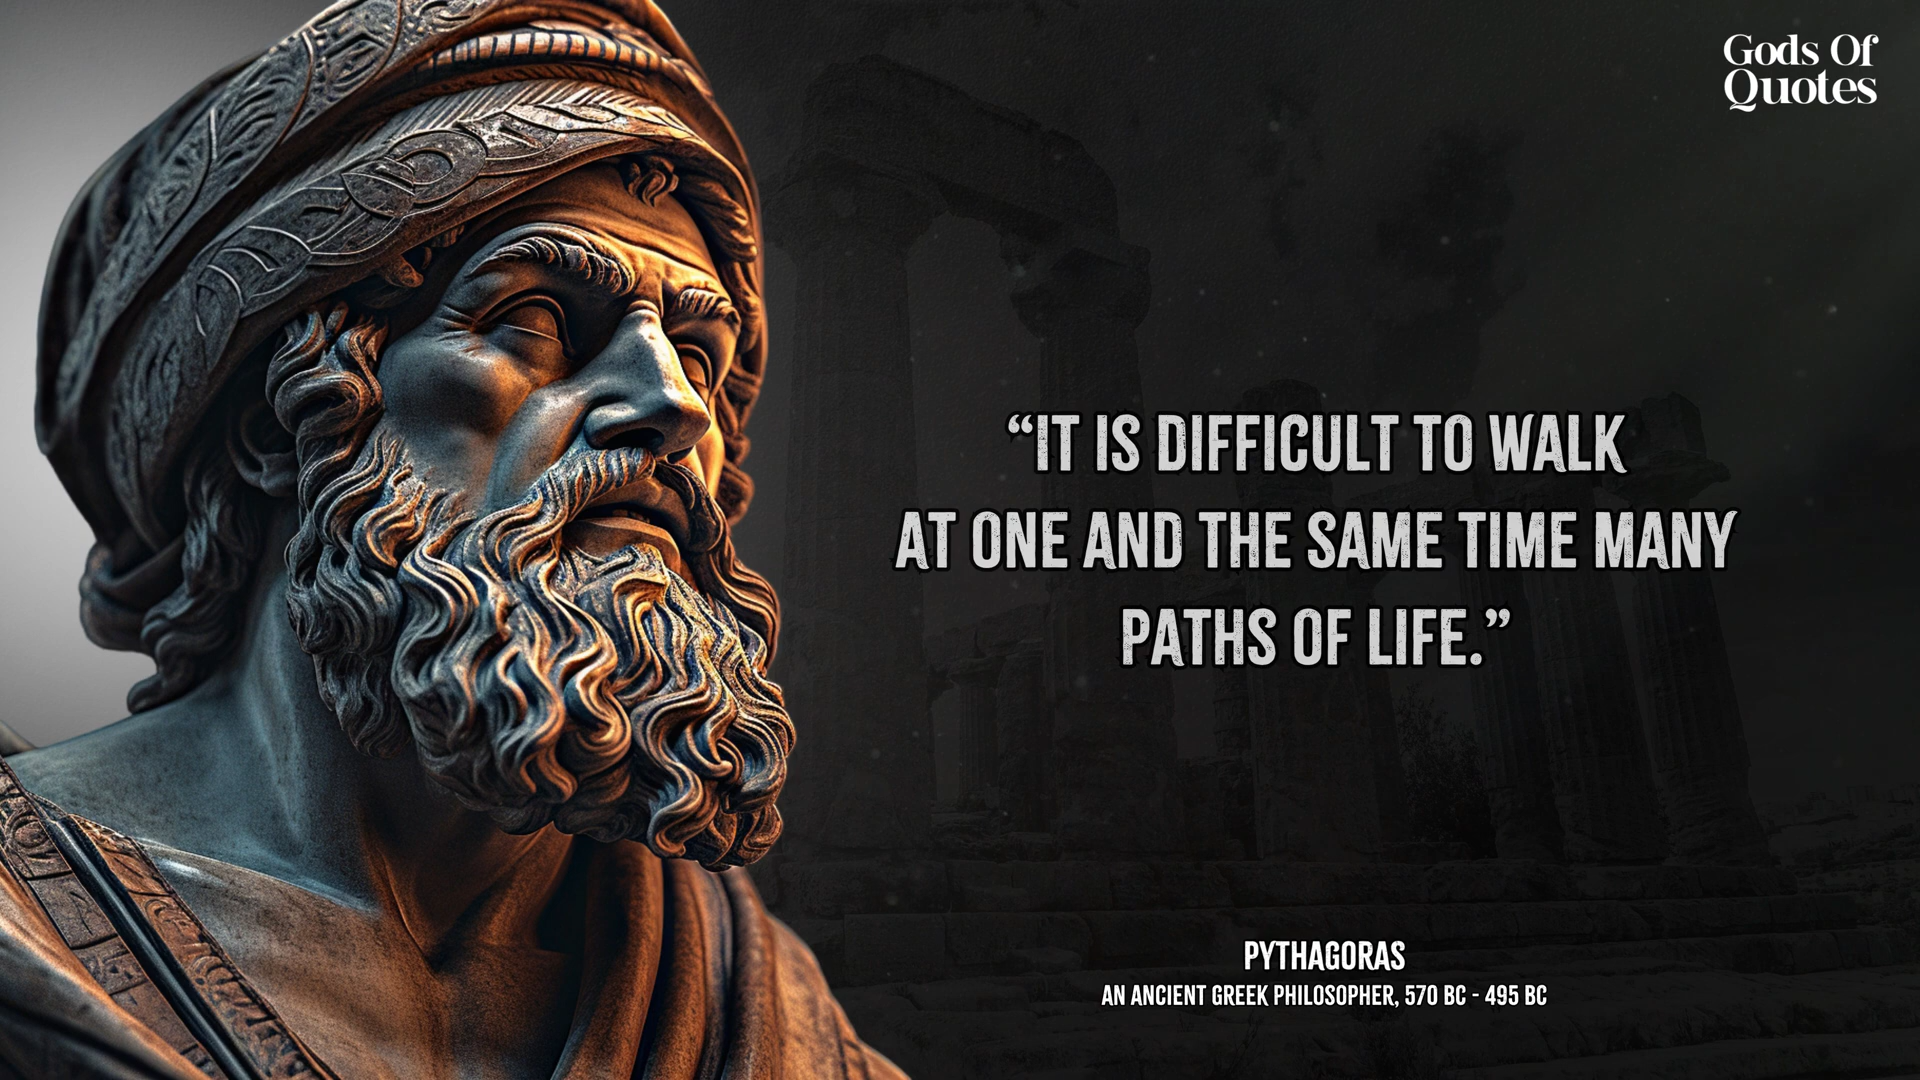 Gods Of
Quotes
“IT IS DIFFICULT TO WALK
AT ONE AND THE SAME TIME MANY
PATHS OF LIFE.”
PYTHAGORAS
AN ANCIENT GREEK PHILOSOPHER, 570 BC - 495 BC